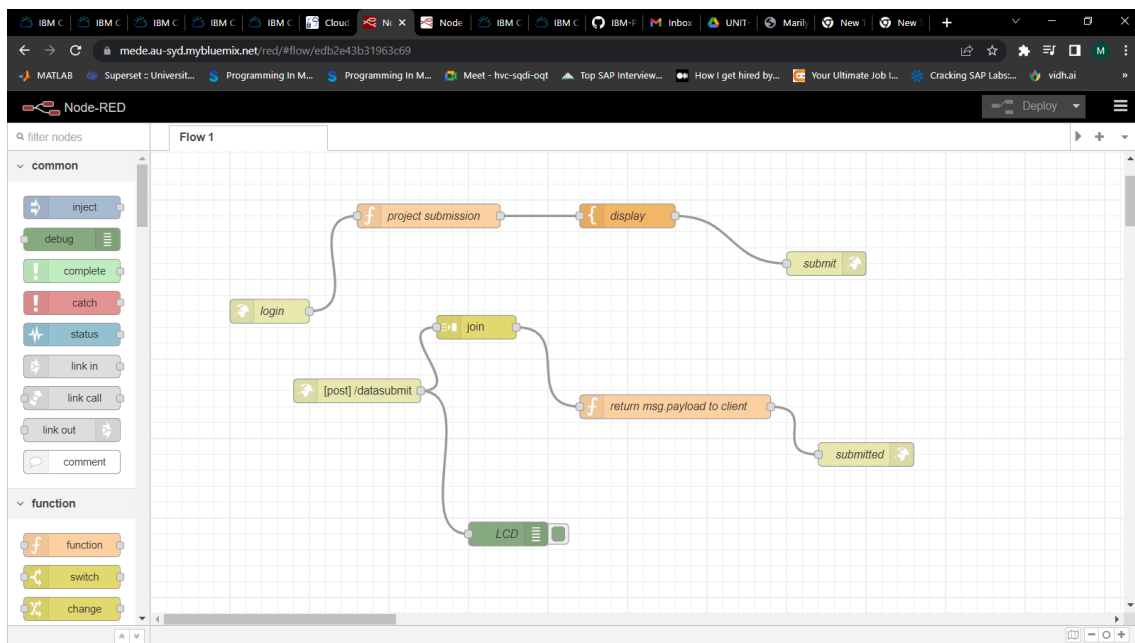 IBM C IBM C IBM C IBM C IBM C Cloud Nc Node IBM C IBM C IBM-F Inbox UNIT- Maril New T New T
mede.au-syd.mybluemix.net/red/#flow/edb2e43b31963c69 M
MATLAB Superset :: Universit... Programming In M... Programming In M... Meet - hvc-sqdi-oqt Top SAP Interview... How I get hired by... Your Ultimate Job I... Cracking SAP Labs:... vidh.ai »
Node-RED Deploy
filter nodes Flow 1
common
inject
project submission display
debug
submit
complete
catch
login
join
status
link in
link call
[post] /datasubmit
return msg.payload to client
link out
submitted
comment
function
LCD
function
switch
change